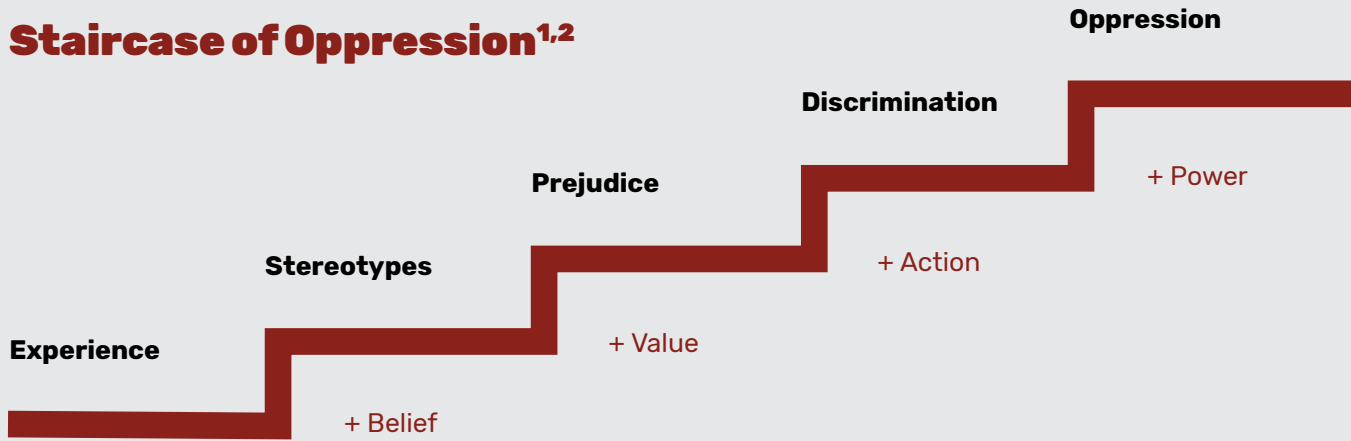 Staircase of Oppression¹,²
Oppression
Discrimination
+ Power
Prejudice
+ Action
Stereotypes
+ Value
Experience
+ Belief